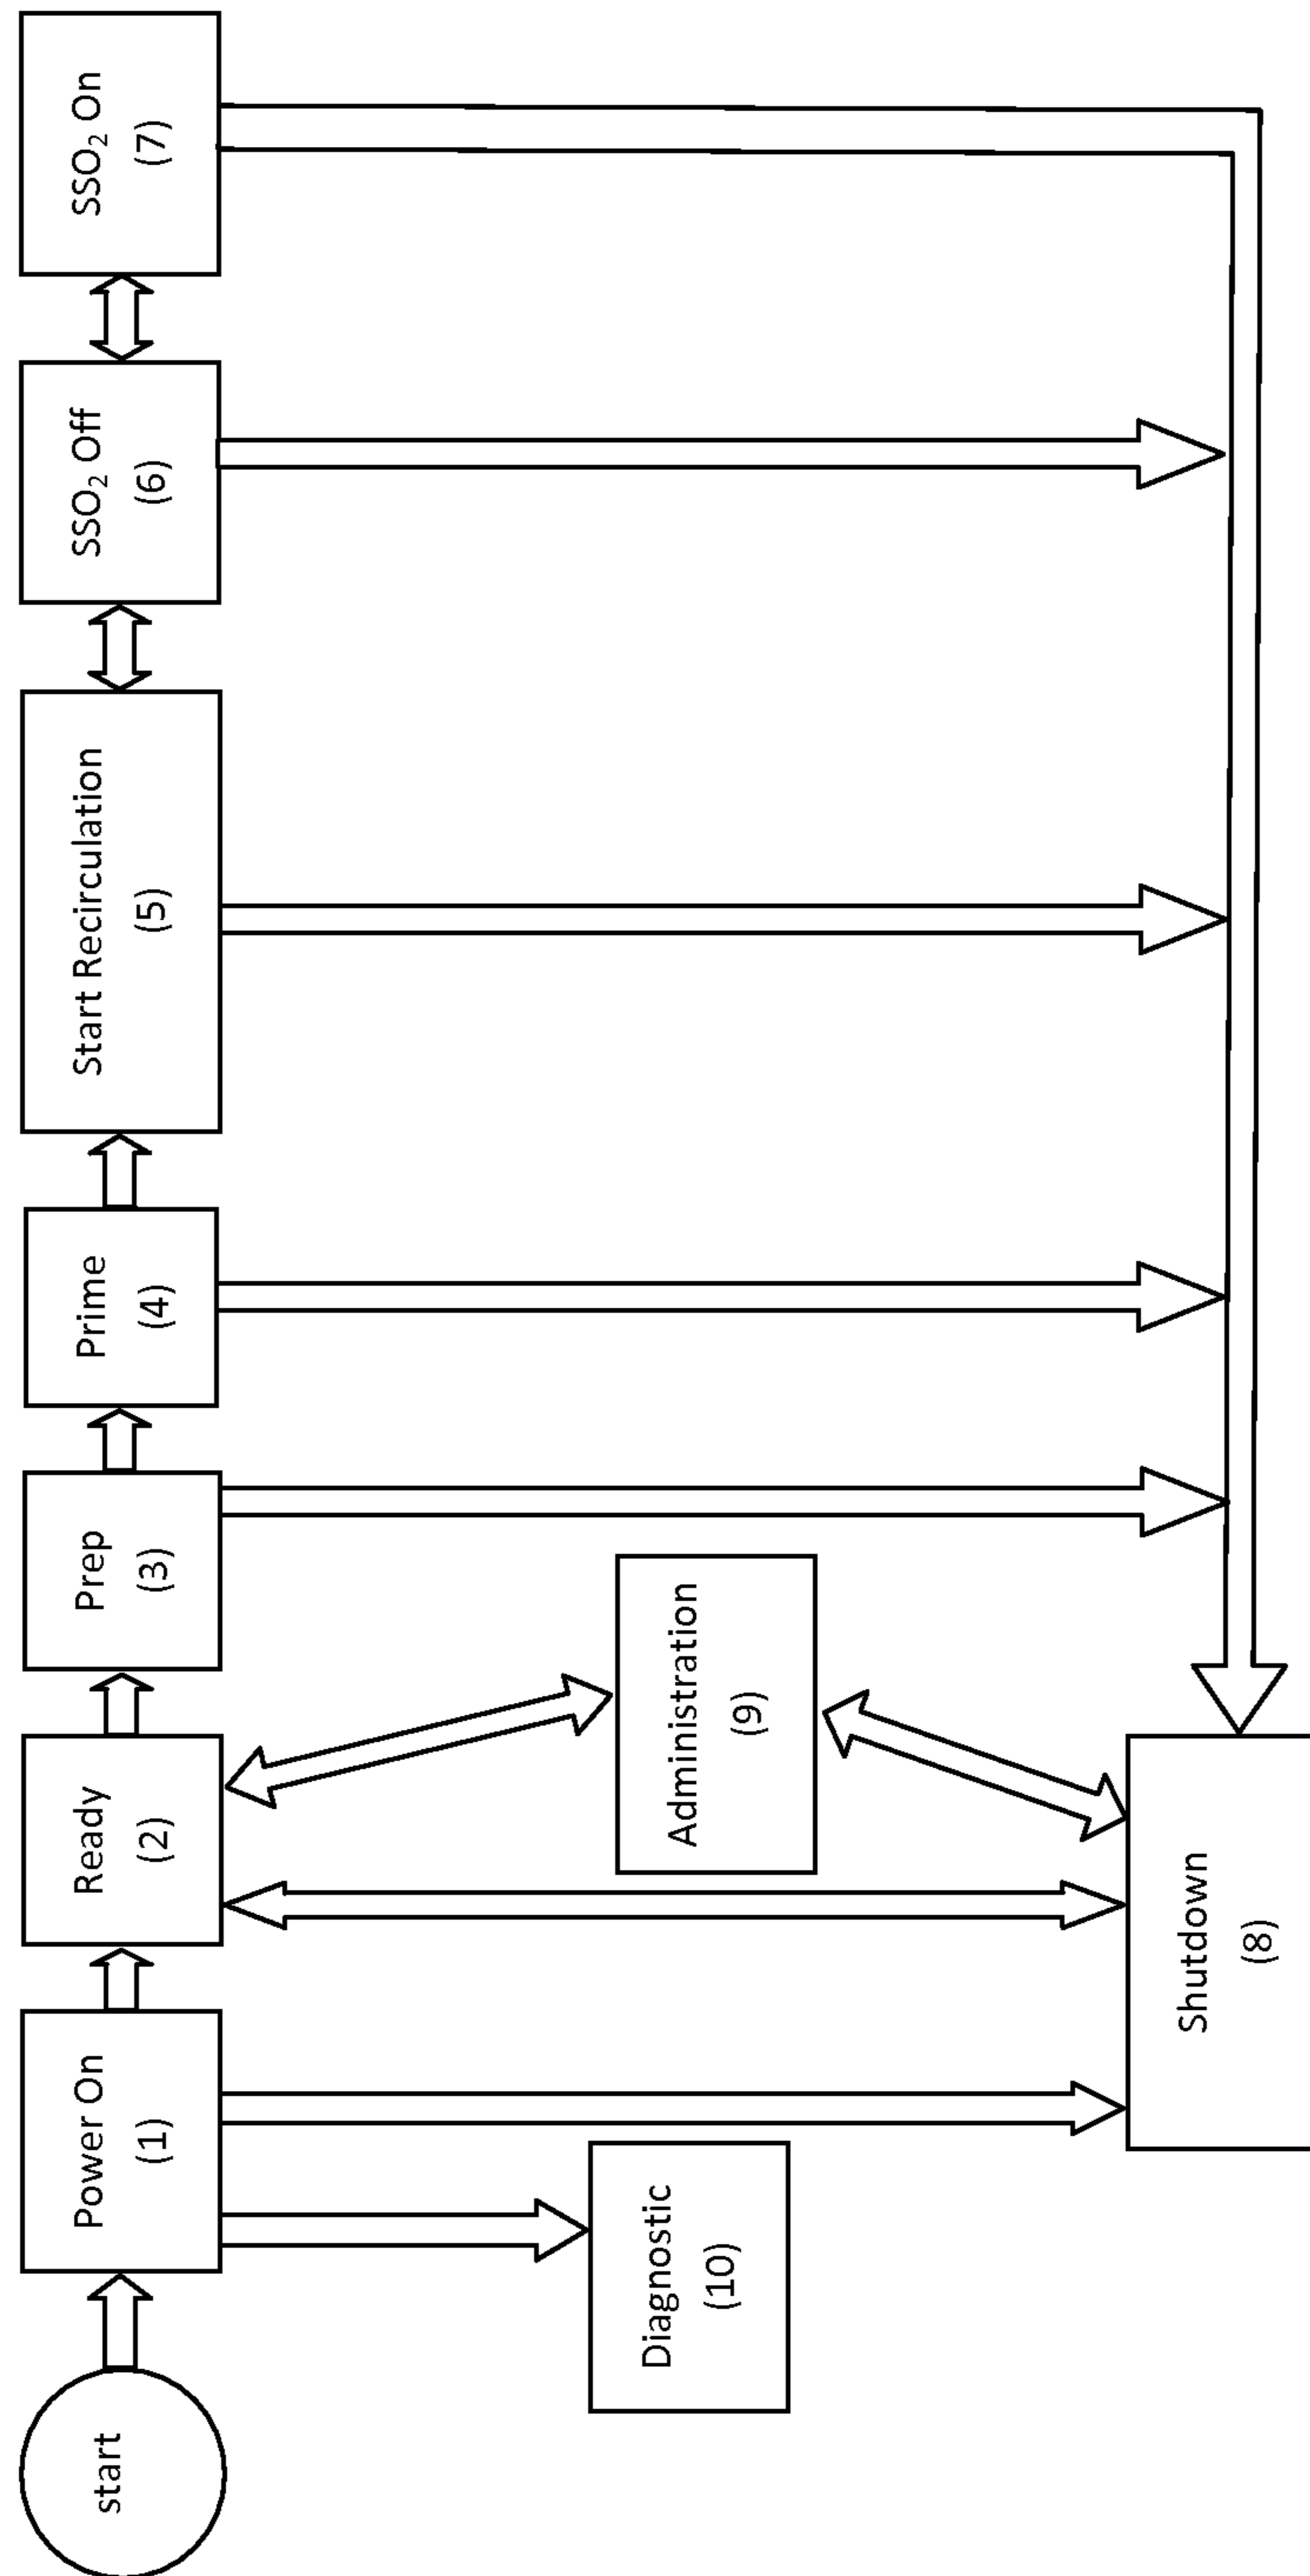 start
Power On
(1)
Ready
(2)
Prep
(3)
Prime
(4)
Start Recirculation
(5)
SSO₂ Off
(6)
SSO₂ On
(7)
Diagnostic
(10)
Administration
(9)
Shutdown
(8)